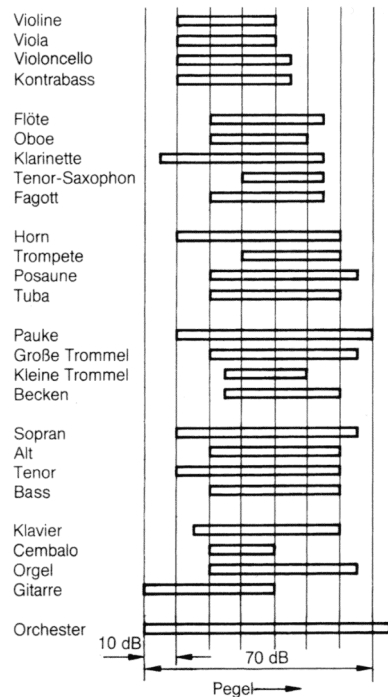 Violine
Viola
Violoncello
Kontrabass
Flöte
Oboe
Klarinette
Tenor-Saxophon
Fagott
Horn
Trompete
Posaune
Tuba
Pauke
Große Trommel
Kleine Trommel
Becken
Sopran
Alt
Tenor
Bass
Klavier
Cembalo
Orgel
Gitarre
Orchester
10 dB 70 dB
Pegel